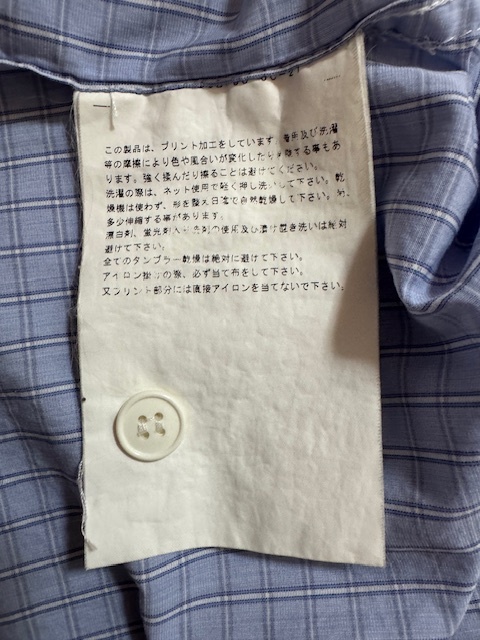 この製品は、プリント加工をしています。着用及び洗濯
等の摩擦により色や風合いが変化したり する事もあ
ります。強く揉んだり擦ることは避けてください。
洗濯の際は、ネット使用で軽く押し洗いして下さい。乾
燥機は使わず、形を整え日陰で自然乾燥して下さい。
多少伸縮する事があります。
漂白剤、蛍光剤入り洗剤の使用及び漬け置き洗いは絶対
避けて下さい。
全てのタンブラー乾燥は絶対に避けて下さい。
アイロン掛けの際、必ず当て布をして下さい。
又プリント部分には直接アイロンを当てないで下さい。